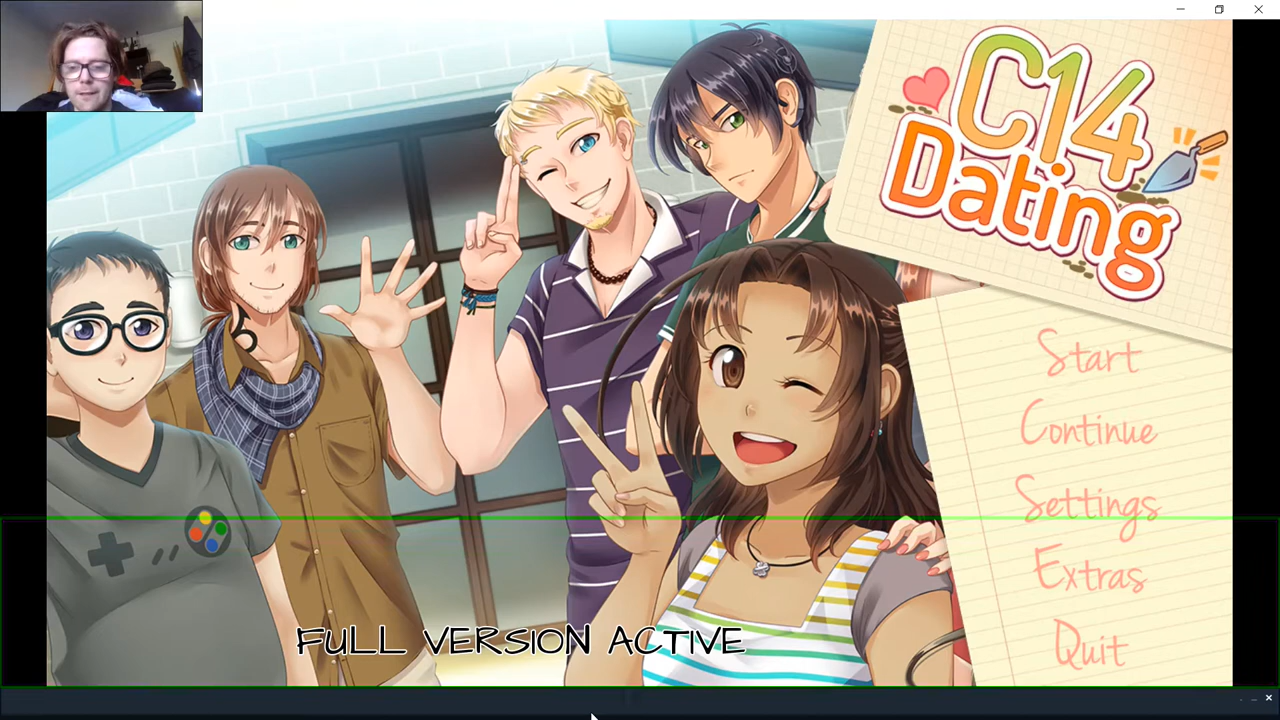 C14
Dating
Start
Continue
Settings
Extras
Quit
FULL VERSION ACTIVE